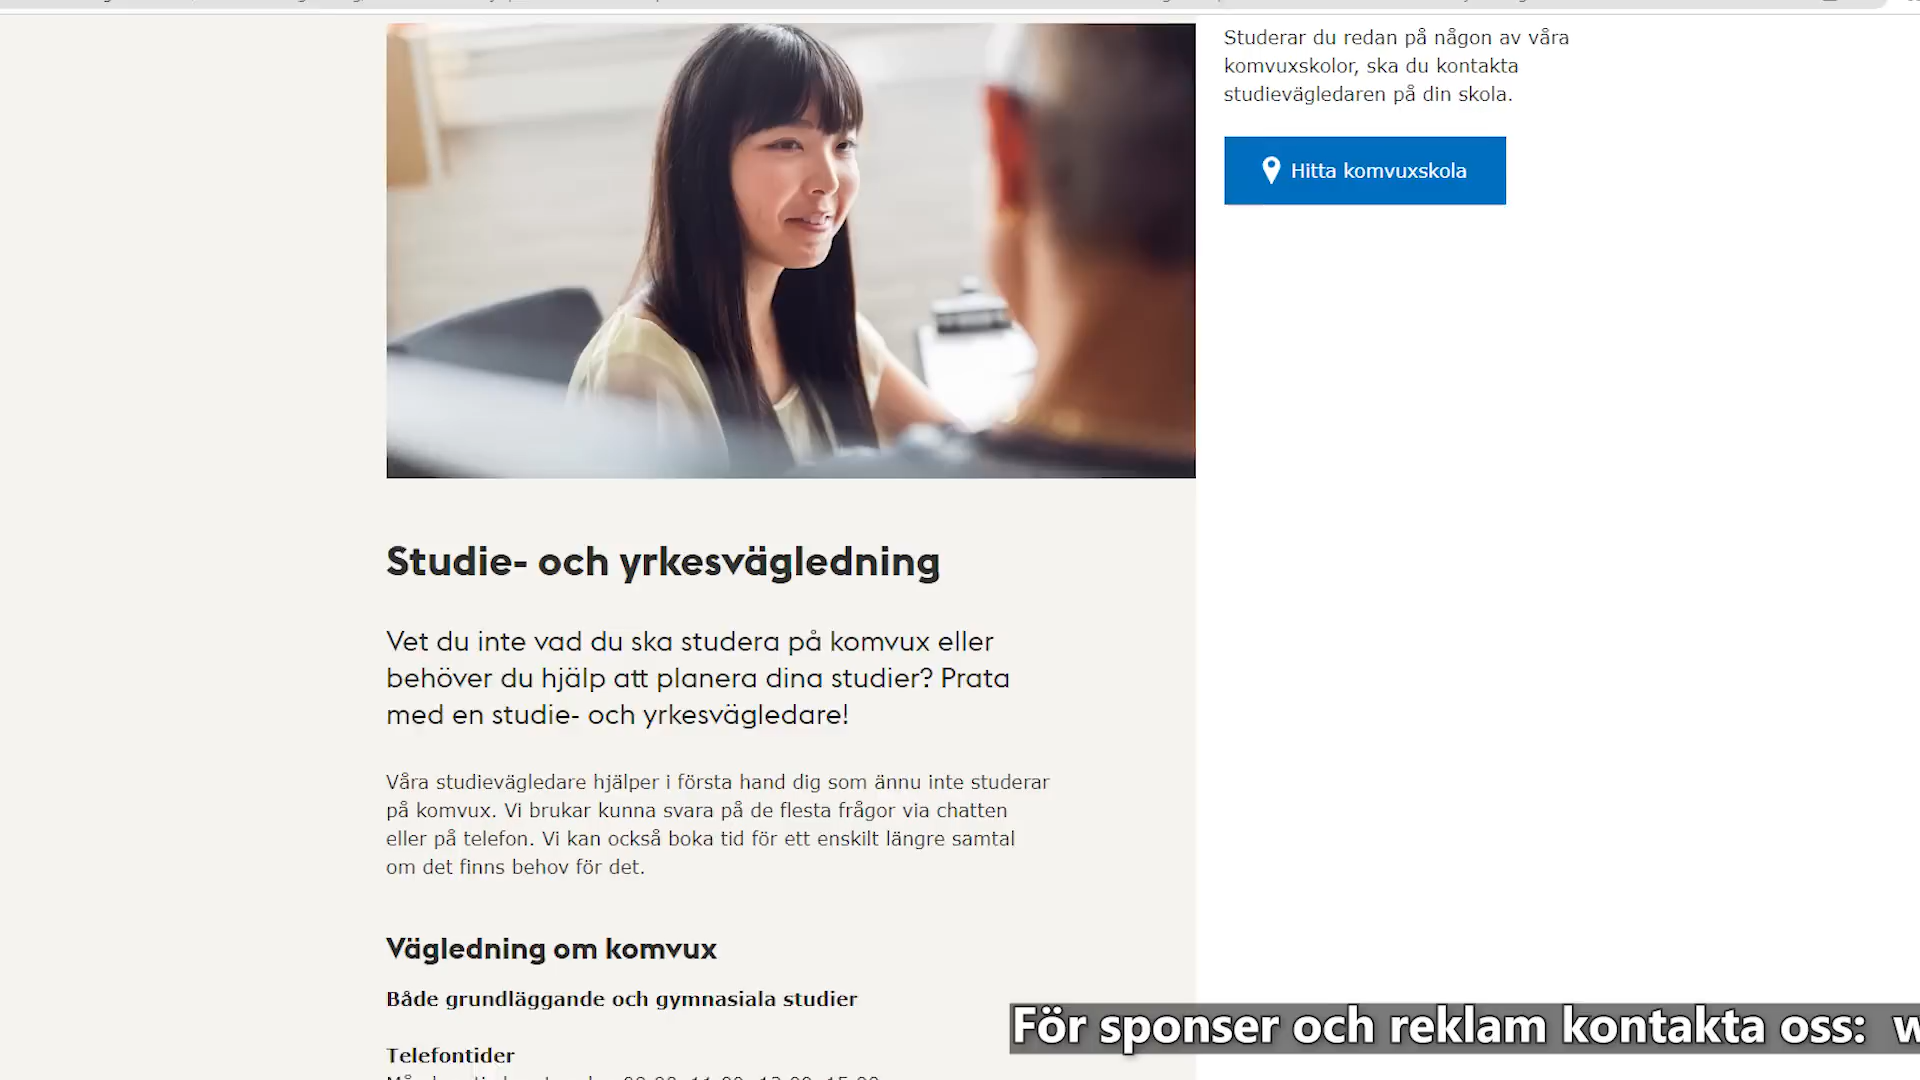 Studerar du redan på någon av våra
komvuxskolor, ska du kontakta
studievägledaren på din skola.
Hitta komvuxskola
Studie- och yrkesvägledning
Vet du inte vad du ska studera på komvux eller
behöver du hjälp att planera dina studier? Prata
med en studie- och yrkesvägledare!
Våra studievägledare hjälper i första hand dig som ännu inte studerar
på komvux. Vi brukar kunna svara på de flesta frågor via chatten
eller på telefon. Vi kan också boka tid för ett enskilt längre samtal
om det finns behov för det.
Vägledning om komvux
Både grundläggande och gymnasiala studier
Telefontider
För sponser och reklam kontakta oss: w